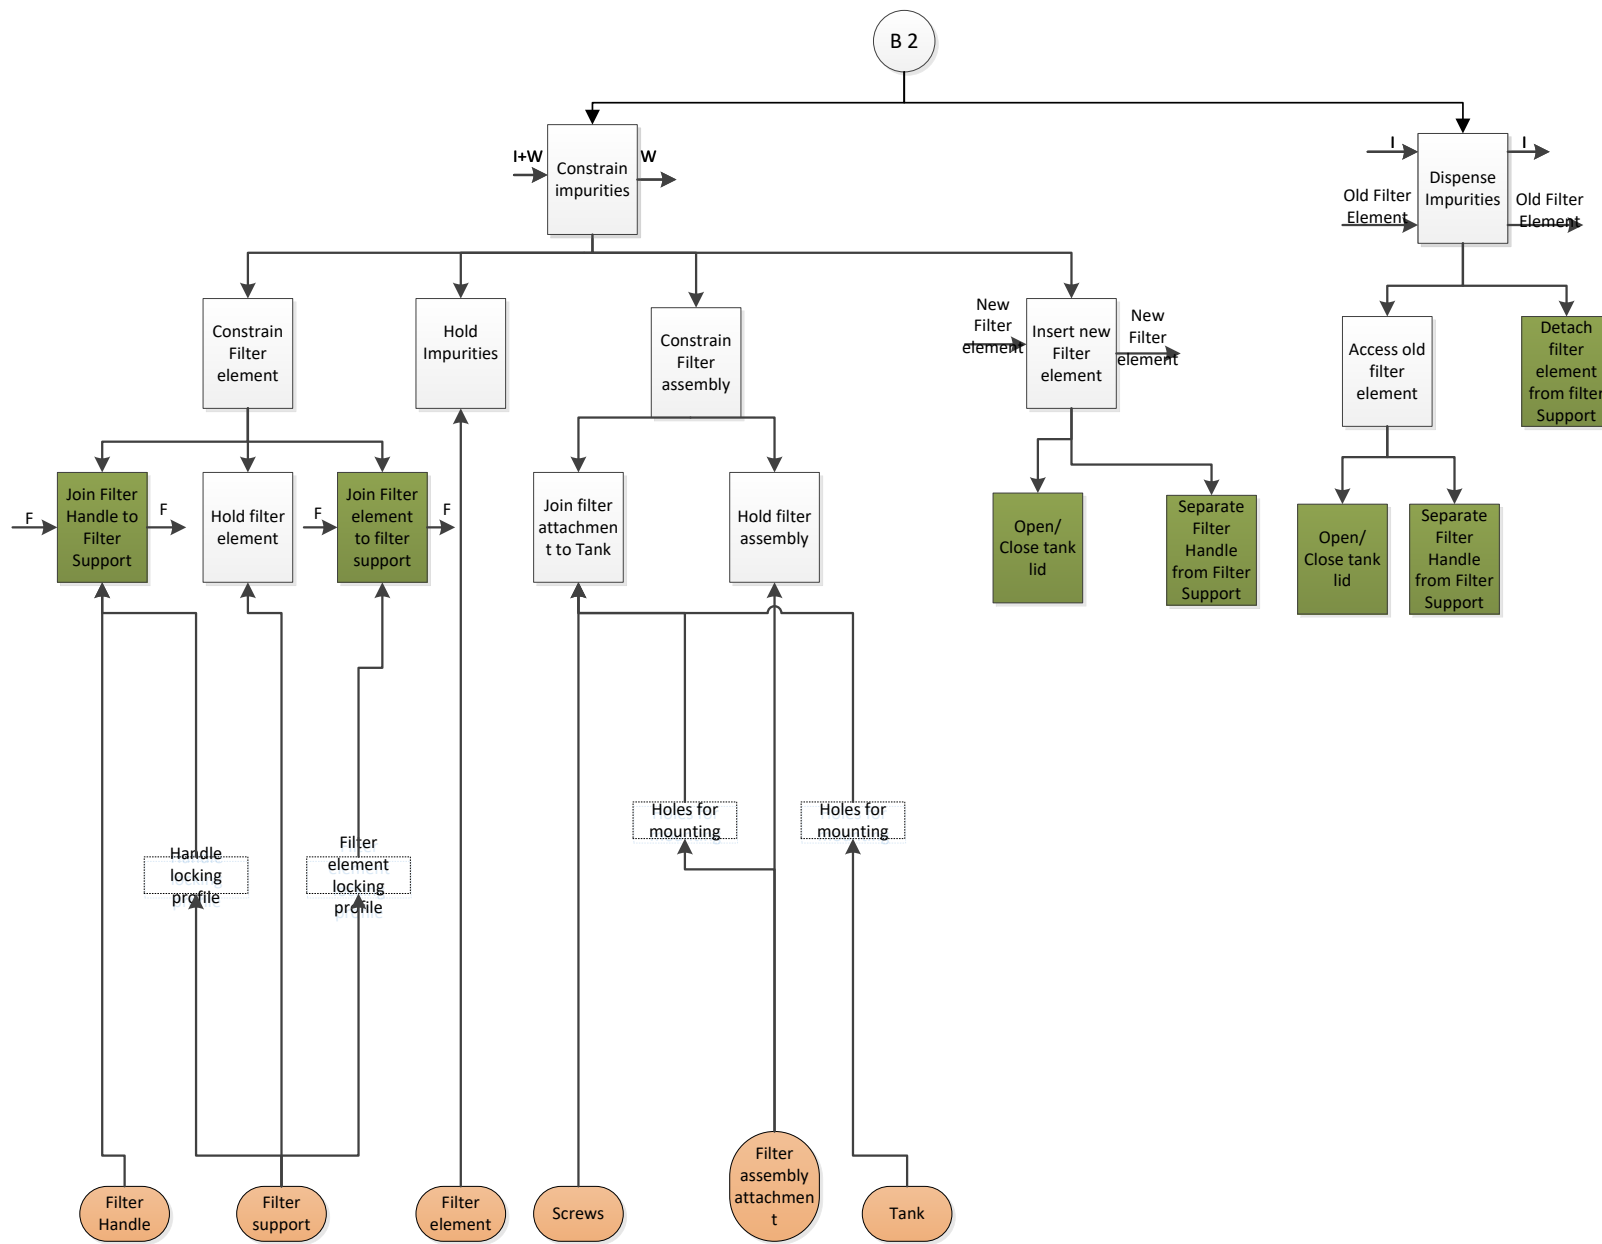 B 2
I+W
Constrain
impurities
W
I
Dispense
Impurities
I
Old Filter
Element
Old Filter
Element
Constrain
Filter
element
Hold
Impurities
Constrain
Filter
assembly
New
Filter
element
Insert new
Filter
element
New
Filter
element
Access old
filter
element
Detach
filter
element
from filter
Support
F
Join Filter
Handle to
Filter
Support
F
Hold filter
element
F
Join Filter
element
to filter
support
F
Join filter
attachmen
t to Tank
Hold filter
assembly
Open/
Close tank
lid
Separate
Filter
Handle
from Filter
Support
Open/
Close tank
lid
Separate
Filter
Handle
from Filter
Support
Handle
locking
profile
Filter
element
locking
profile
Holes for
mounting
Holes for
mounting
Filter
Handle
Filter
support
Filter
element
Screws
Filter
assembly
attachmen
t
Tank